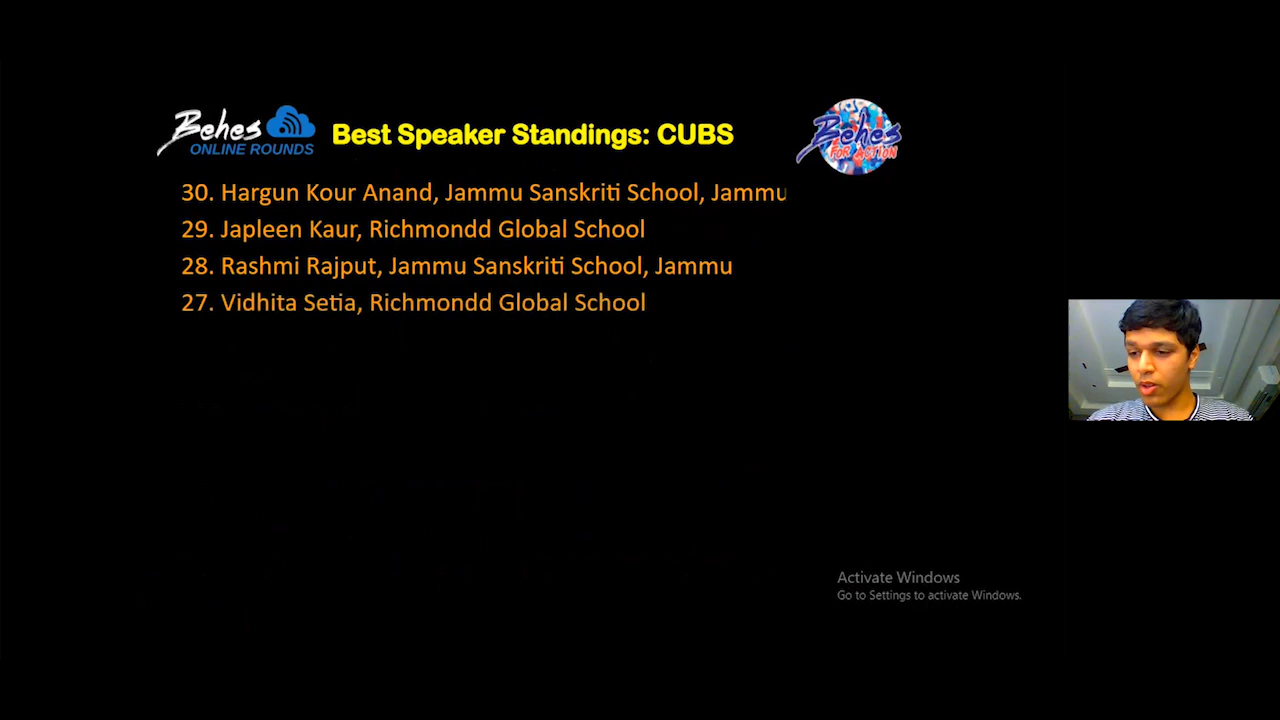 Behes
ONLINE ROUNDS
Best Speaker Standings: CUBS
Behes
FOR ACTION
30. Hargun Kour Anand, Jammu Sanskriti School, Jammu
29. Japleen Kaur, Richmondd Global School
28. Rashmi Rajput, Jammu Sanskriti School, Jammu
27. Vidhita Setia, Richmondd Global School
Activate Windows
Go to Settings to activate Windows.